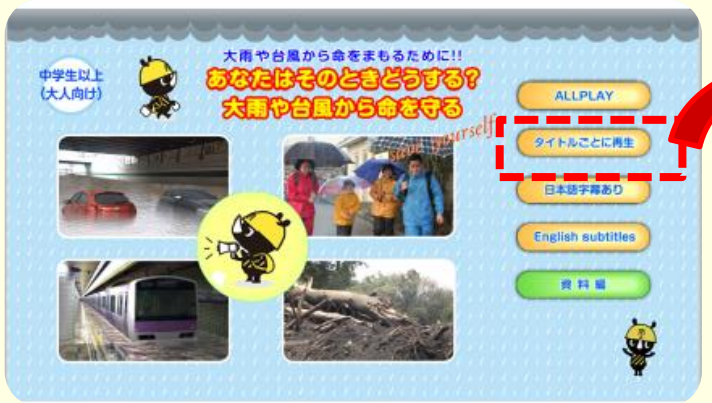 大雨や台風から命をまもるために!!
中学生以上
(大人向け)
あなたはそのときどうする?
大雨や台風から命を守る
save yourself
ALLPLAY
タイトルごとに再生
日本語字幕あり
English subtitles
資料編